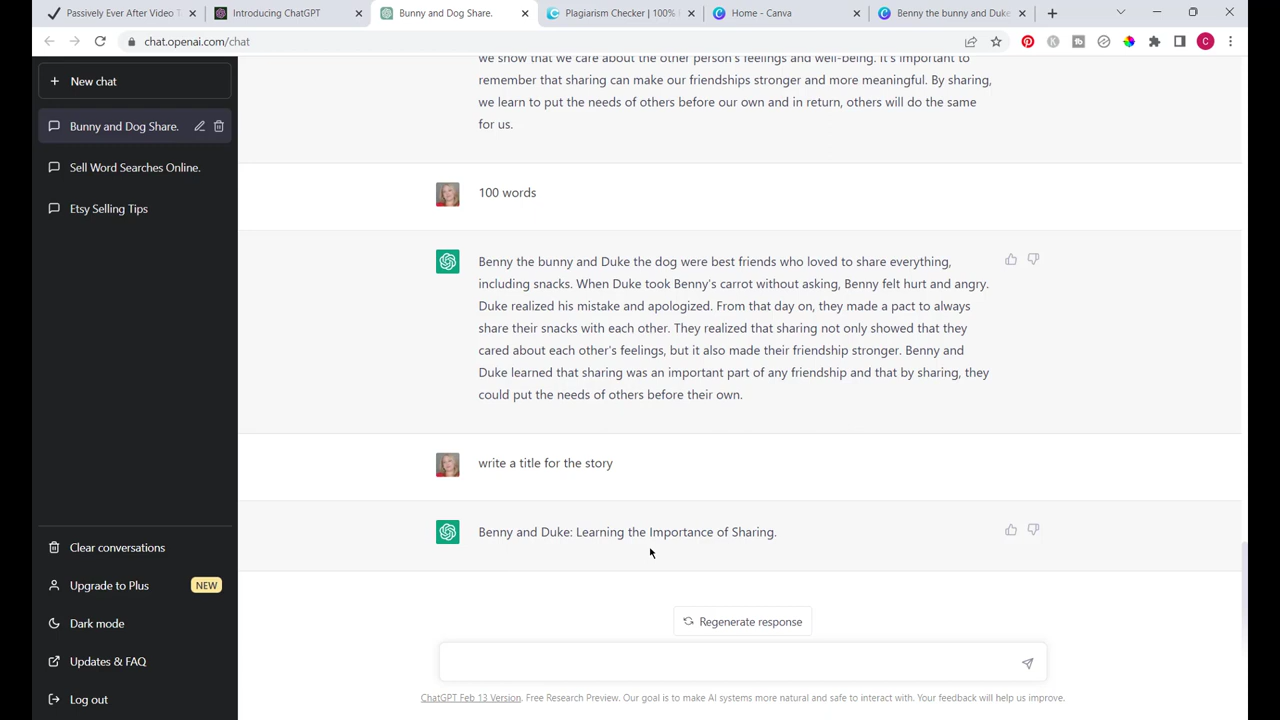 Passively Ever After Video T
Introducing ChatGPT
Bunny and Dog Share.
Plagiarism Checker | 100%
Home - Canva
Benny the bunny and Duke
chat.openai.com/chat
C
New chat
Bunny and Dog Share.
Sell Word Searches Online.
Etsy Selling Tips
Clear conversations
Upgrade to Plus
NEW
Dark mode
Updates & FAQ
Log out
we show that we care about the other person's feelings and well-being. It's important to
remember that sharing can make our friendships stronger and more meaningful. By sharing,
we learn to put the needs of others before our own and in return, others will do the same
for us.
100 words
Benny the bunny and Duke the dog were best friends who loved to share everything,
including snacks. When Duke took Benny's carrot without asking, Benny felt hurt and angry.
Duke realized his mistake and apologized. From that day on, they made a pact to always
share their snacks with each other. They realized that sharing not only showed that they
cared about each other's feelings, but it also made their friendship stronger. Benny and
Duke learned that sharing was an important part of any friendship and that by sharing, they
could put the needs of others before their own.
write a title for the story
Benny and Duke: Learning the Importance of Sharing.
Regenerate response
ChatGPT Feb 13 Version. Free Research Preview. Our goal is to make AI systems more natural and safe to interact with. Your feedback will help us improve.